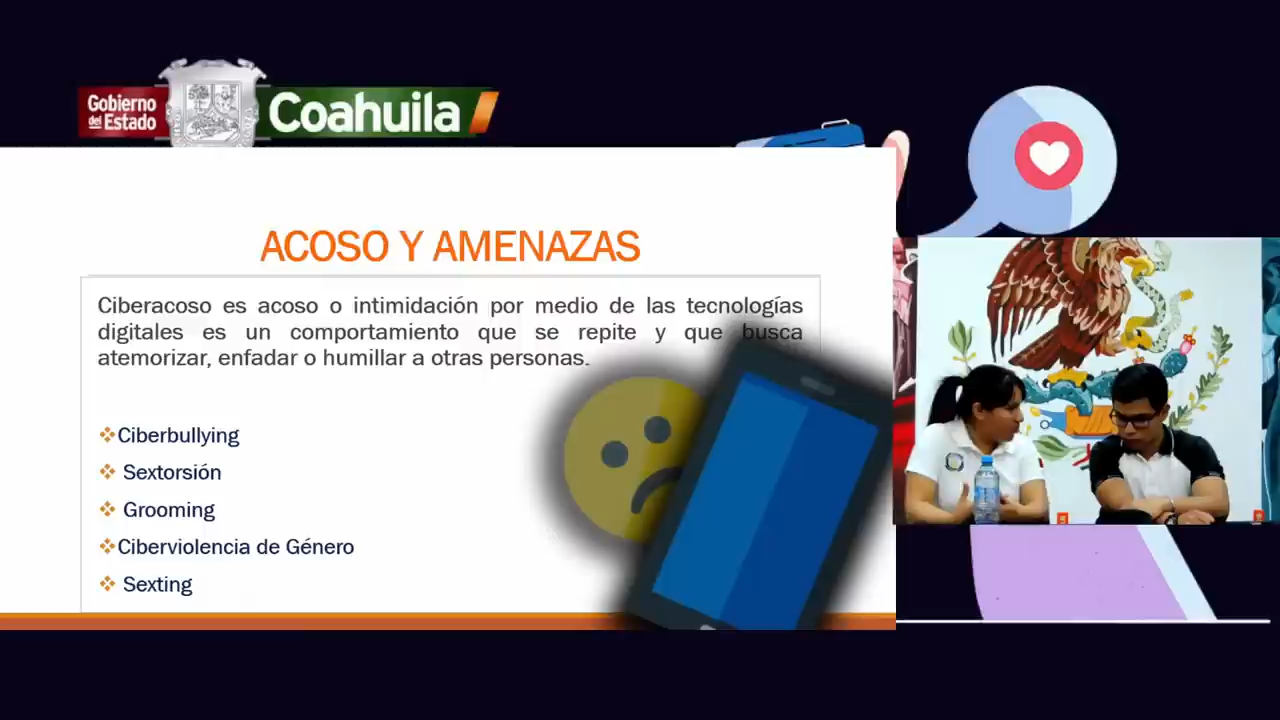 Gobierno
del Estado
Coahuila
ACOSO Y AMENAZAS
Ciberacoso es acoso o intimidación por medio de las tecnologías
digitales es un comportamiento que se repite y que busca
atemorizar, enfadar o humillar a otras personas.
Ciberbullying
Sextorsión
Grooming
Ciberviolencia de Género
Sexting